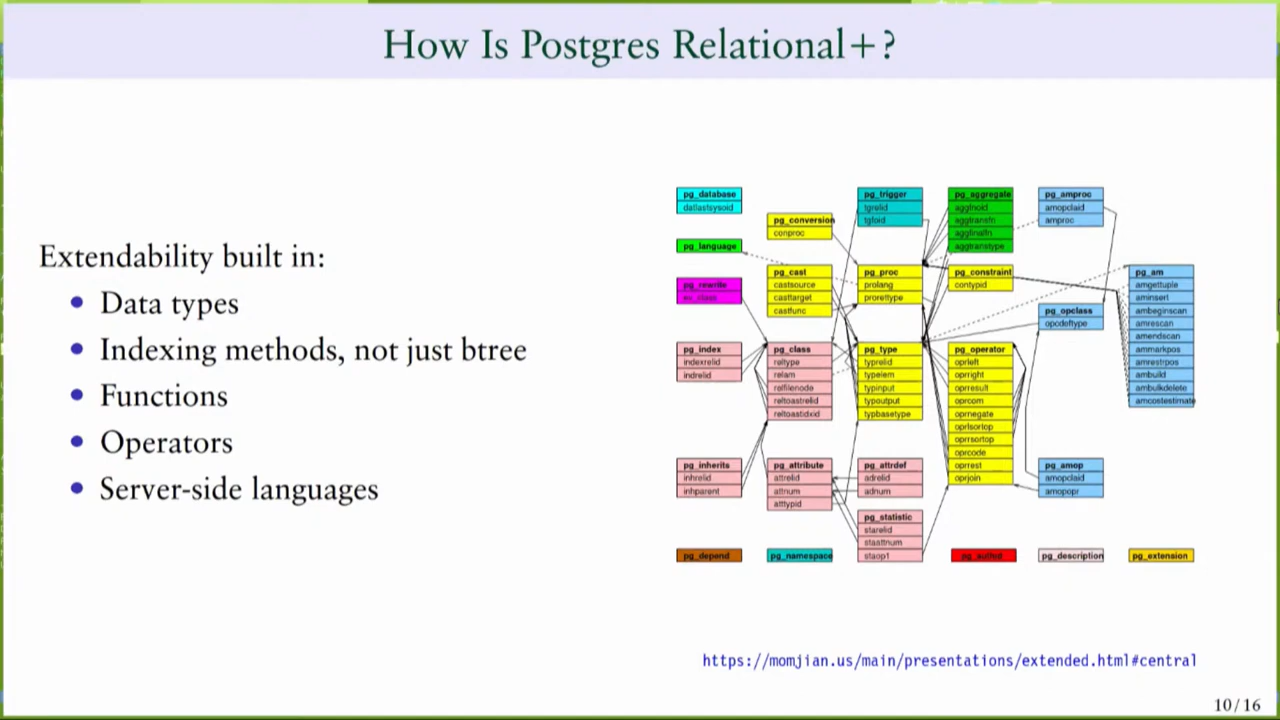 How Is Postgres Relational+?
Extendability built in:
• Data types
• Indexing methods, not just btree
• Functions
• Operators
• Server-side languages
pg_database
datlastsysoid
pg_language
pg_rewrite
ev_class
pg_index
indexrelid
indrelid
pg_inherits
inhrelid
inhparent
pg_depend
pg_conversion
conproc
pg_cast
castsource
casttarget
castfunc
pg_class
reltype
relam
relfilenode
reltoastrelid
reltoastidxid
pg_attribute
attrelid
attnum
atttypid
pg_namespace
pg_trigger
tgrelid
tgfoid
pg_proc
prolang
prorettype
pg_type
typrelid
typelem
typinput
typoutput
typbasetype
pg_attrdef
adrelid
adnum
pg_statistic
starelid
staattnum
staop1
pg_aggregate
aggfnoid
aggtransfn
aggfinalfn
aggtranstype
pg_constraint
contypid
pg_operator
oprleft
oprright
oprresult
oprcom
oprnegate
oprlsortop
oprrsortop
oprcode
oprrest
oprjoin
pg_authid
pg_amproc
amopclaid
amproc
pg_opclass
opcdeftype
pg_amop
amopclaid
amopopr
pg_description
pg_am
amgettuple
aminsert
ambeginscan
amrescan
amendscan
ammarkpos
amrestrpos
ambuild
ambulkdelete
amcostestimate
pg_extension
https://momjian.us/main/presentations/extended.html#central
10/16